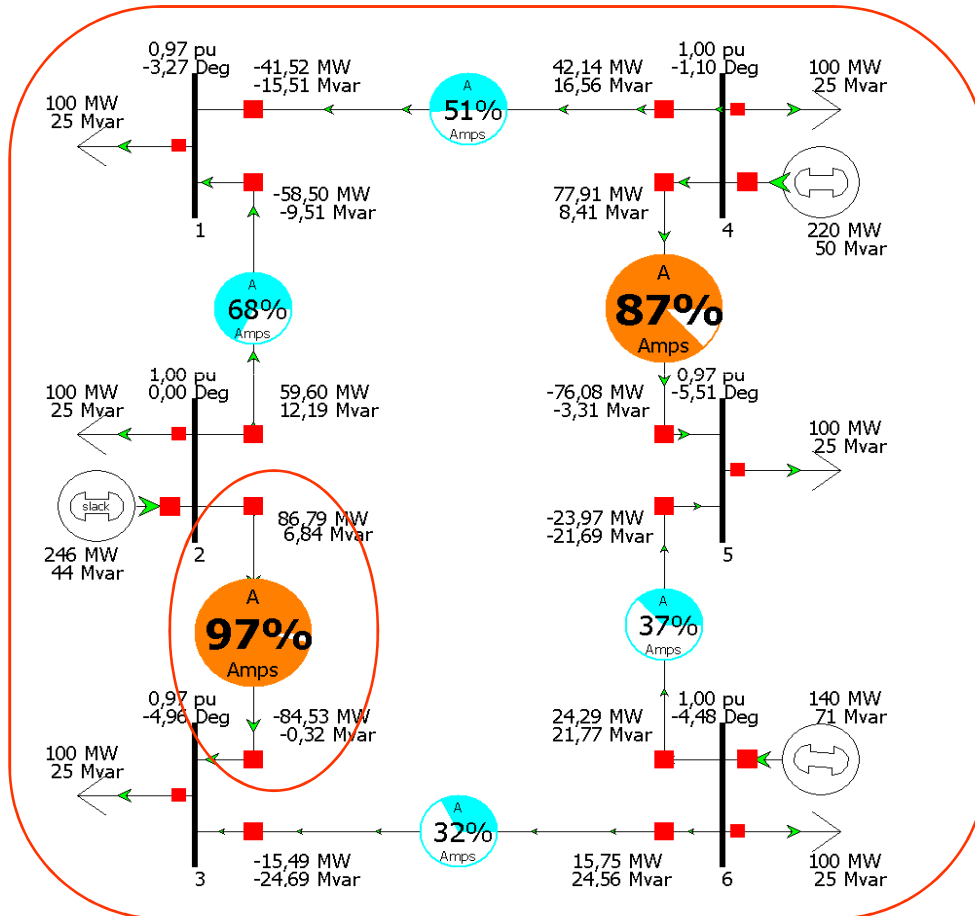 0,97 pu
-3,27 Deg
-41,52 MW
-15,51 Mvar
A
51%
Amps
42,14 MW
16,56 Mvar
1,00 pu
-1,10 Deg
100 MW
25 Mvar
100 MW
25 Mvar
-58,50 MW
-9,51 Mvar
1
77,91 MW
8,41 Mvar
4
220 MW
50 Mvar
A
68%
Amps
A
87%
Amps
1,00 pu
0,00 Deg
100 MW
25 Mvar
59,60 MW
12,19 Mvar
-76,08 MW
-3,31 Mvar
0,97 pu
-5,51 Deg
100 MW
25 Mvar
slack
246 MW
44 Mvar
2
86,79 MW
6,84 Mvar
-23,97 MW
-21,69 Mvar
5
A
97%
Amps
A
37%
Amps
0,97 pu
-4,96 Deg
-84,53 MW
-0,32 Mvar
24,29 MW
21,77 Mvar
1,00 pu
-4,48 Deg
140 MW
71 Mvar
100 MW
25 Mvar
A
32%
Amps
3
-15,49 MW
-24,69 Mvar
15,75 MW
24,56 Mvar
6
100 MW
25 Mvar